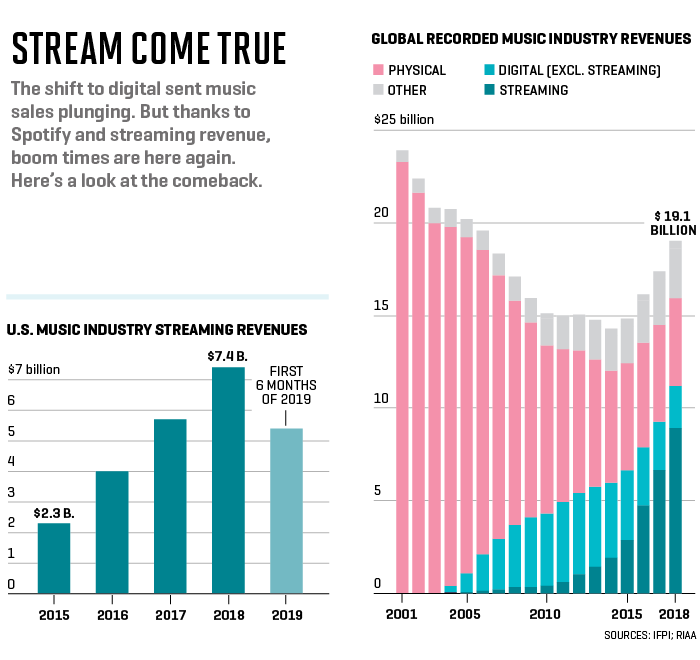 STREAM COME TRUE
The shift to digital sent music
sales plunging. But thanks to
Spotify and streaming revenue,
boom times are here again.
Here's a look at the comeback.
U.S. MUSIC INDUSTRY STREAMING REVENUES
$7 billion
6
5
4
3
2
1
0
$2.3 B.
$7.4 B.
FIRST
6 MONTHS
OF 2019
2015 2016 2017 2018 2019
GLOBAL RECORDED MUSIC INDUSTRY REVENUES
PHYSICAL DIGITAL (EXCL. STREAMING)
OTHER STREAMING
$25 billion
20
15
10
5
0
$ 19.1
BILLION
2001 2005 2010 2015 2018
SOURCES: IFPI; RIAA